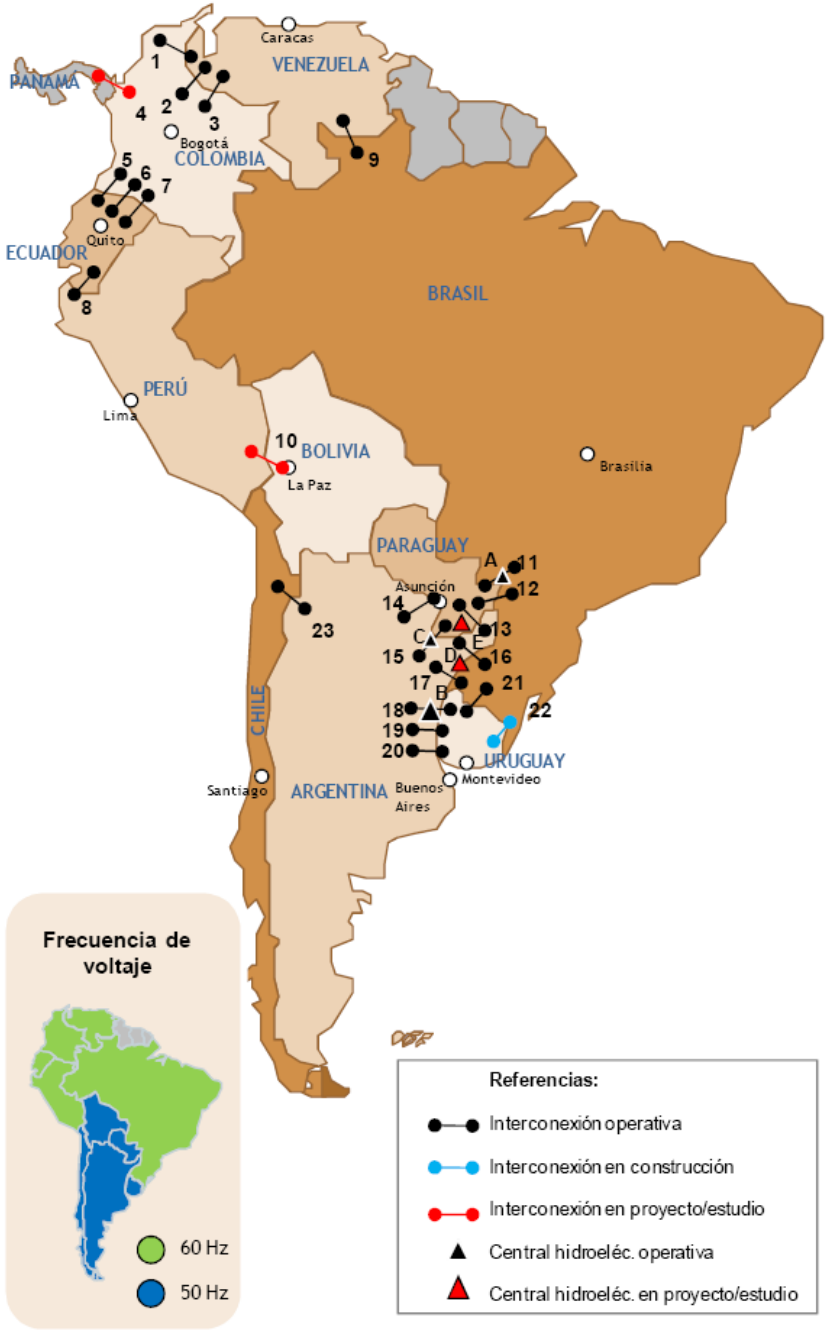 Caracas
VENEZUELA
1
PANAMA
2
3
4
Bogotá
COLOMBIA
9
5
6
7
Quito
ECUADOR
8
BRASIL
PERÚ
Lima
10
BOLIVIA
La Paz
Brasilia
PARAGUAY
A
11
Asunción
12
14
13
C
E
15
D
16
17
21
B
18
22
19
20
23
CHILE
URUGUAY
Montevideo
Santiago
ARGENTINA
Buenos
Aires
Frecuencia de
voltaje
60 Hz
50 Hz
Referencias:
Interconexión operativa
Interconexión en construcción
Interconexión en proyecto/estudio
Central hidroeléc. operativa
Central hidroeléc. en proyecto/estudio